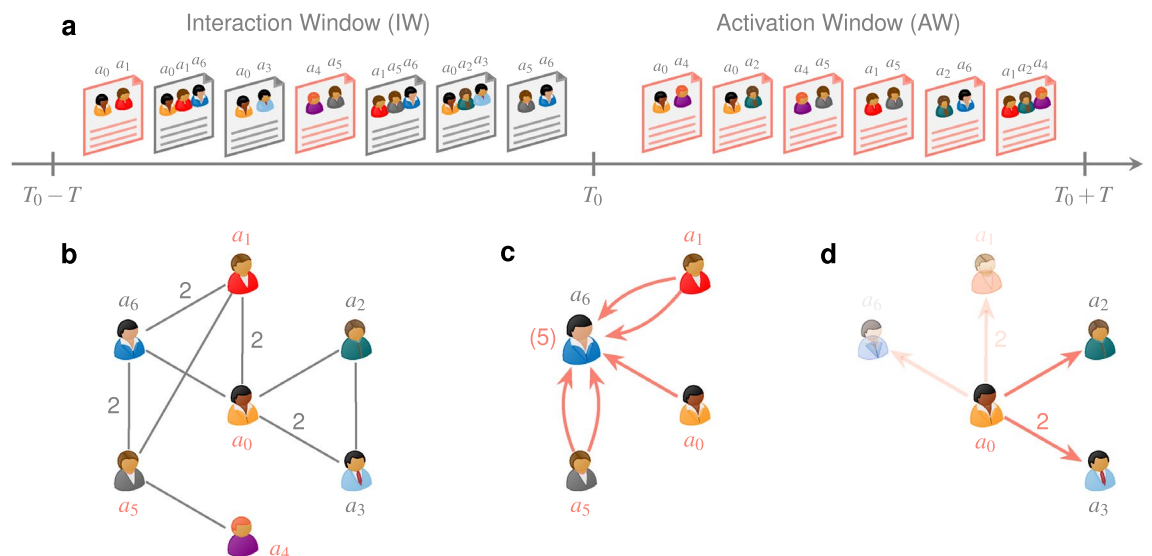 a
Interaction Window (IW)
Activation Window (AW)
a0 a1
a0 a1 a6
a0 a3
a4 a5
a1 a5 a6
a0 a2 a3
a5 a6
a0 a4
a0 a2
a4 a5
a1 a5
a2 a6
a1 a2 a4
T0 − T
T0
T0 + T
b
a1
a6
2
a2
2
2
2
a0
a5
a3
a4
c
a1
a6
(5)
a0
a5
d
a1
a6
a2
2
2
a0
a3